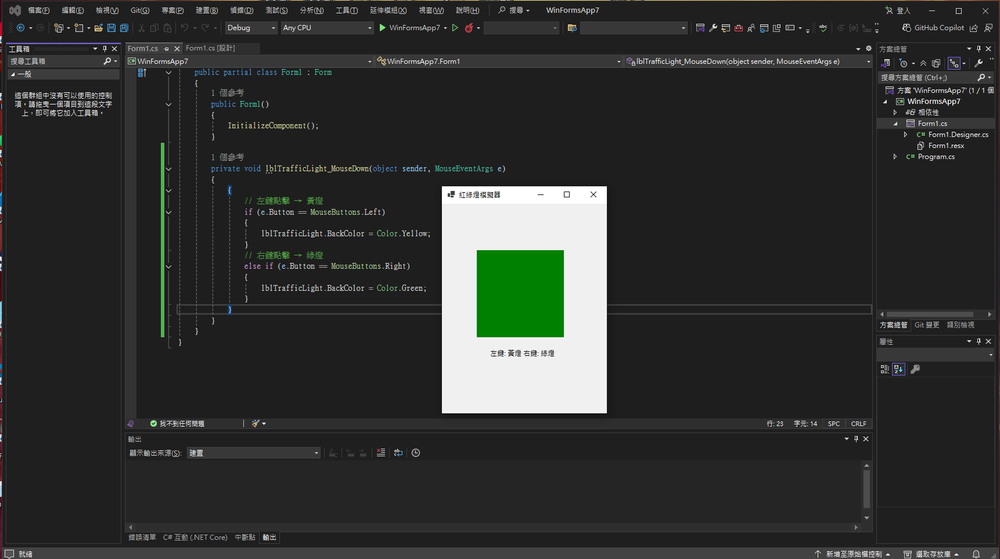 檔案(F) 編輯(E) 檢視(V) Git(G) 專案(P) 建置(B) 偵錯(D) 測試(S) 分析(N) 工具(T) 延伸模組(X) 視窗(W) 說明(H) 搜尋 WinFormsApp7 登入
Debug Any CPU WinFormsApp7 GitHub Copilot
工具箱
搜尋工具箱
一般
這個群組中沒有可以使用的控制
項。請拖曳一個項目到這段文字
上，即可將它加入工具箱。
Form1.cs Form1.cs [設計]
WinFormsApp7 WinFormsApp7.Form1 lblTrafficLight_MouseDown(object sender, MouseEventArgs e)
public partial class Form1 : Form
{
1 個參考
public Form1()
{
InitializeComponent();
}
1 個參考
private void lblTrafficLight_MouseDown(object sender, MouseEventArgs e)
{
{
// 左鍵點擊 → 黃燈
if (e.Button == MouseButtons.Left)
{
lblTrafficLight.BackColor = Color.Yellow;
}
// 右鍵點擊 → 綠燈
else if (e.Button == MouseButtons.Right)
{
lblTrafficLight.BackColor = Color.Green;
}
}
}
}
}
紅綠燈模擬器
左鍵: 黃燈 右鍵: 綠燈
找不到任何問題 行: 23 字元: 14 SPC CRLF
輸出
顯示輸出來源(S): 建置
錯誤清單 C# 互動 (.NET Core) 中斷點 輸出
方案總管
搜尋方案總管 (Ctrl+;)
方案 'WinFormsApp7' (1 / 1 個
WinFormsApp7
相依性
Form1.cs
C# Form1.Designer.cs
Form1.resx
C# Program.cs
方案總管 Git 變更 類別檢視
屬性
就緒 新增至原始檔控制 選取存放庫